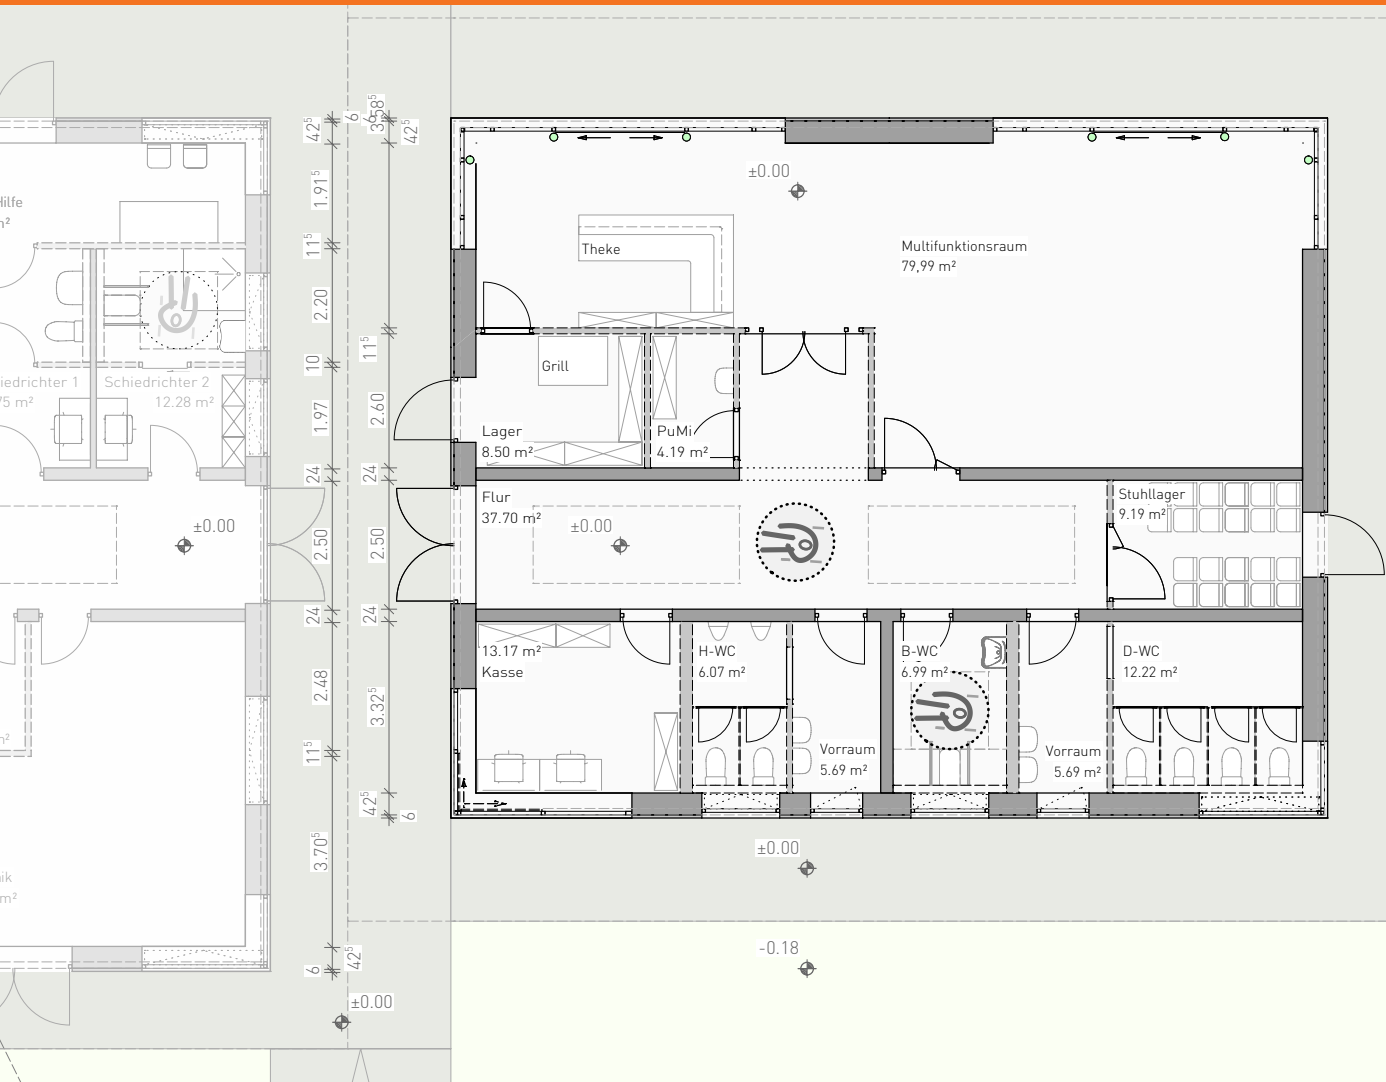 ±0.00
Multifunktionsraum
79,99 m²
Theke
Grill
Lager
8.50 m²
PuMi
4.19 m²
Flur
37.70 m²
±0.00
Stuhllager
9.19 m²
13.17 m²
Kasse
H-WC
6.07 m²
Vorraum
5.69 m²
B-WC
6.99 m²
Vorraum
5.69 m²
D-WC
12.22 m²
±0.00
-0.18
±0.00
Hilfe
m²
iedrichter 1
75 m²
Schiedrichter 2
12.28 m²
±0.00
m²
nik
m²
42⁵
1.91⁵
11⁵
2.20
10
1.97
24
2.50
24
2.48
11⁵
3.70⁵
6
42⁵
6
42⁵
11⁵
2.60
24
2.50
24
3.32⁵
42⁵
6